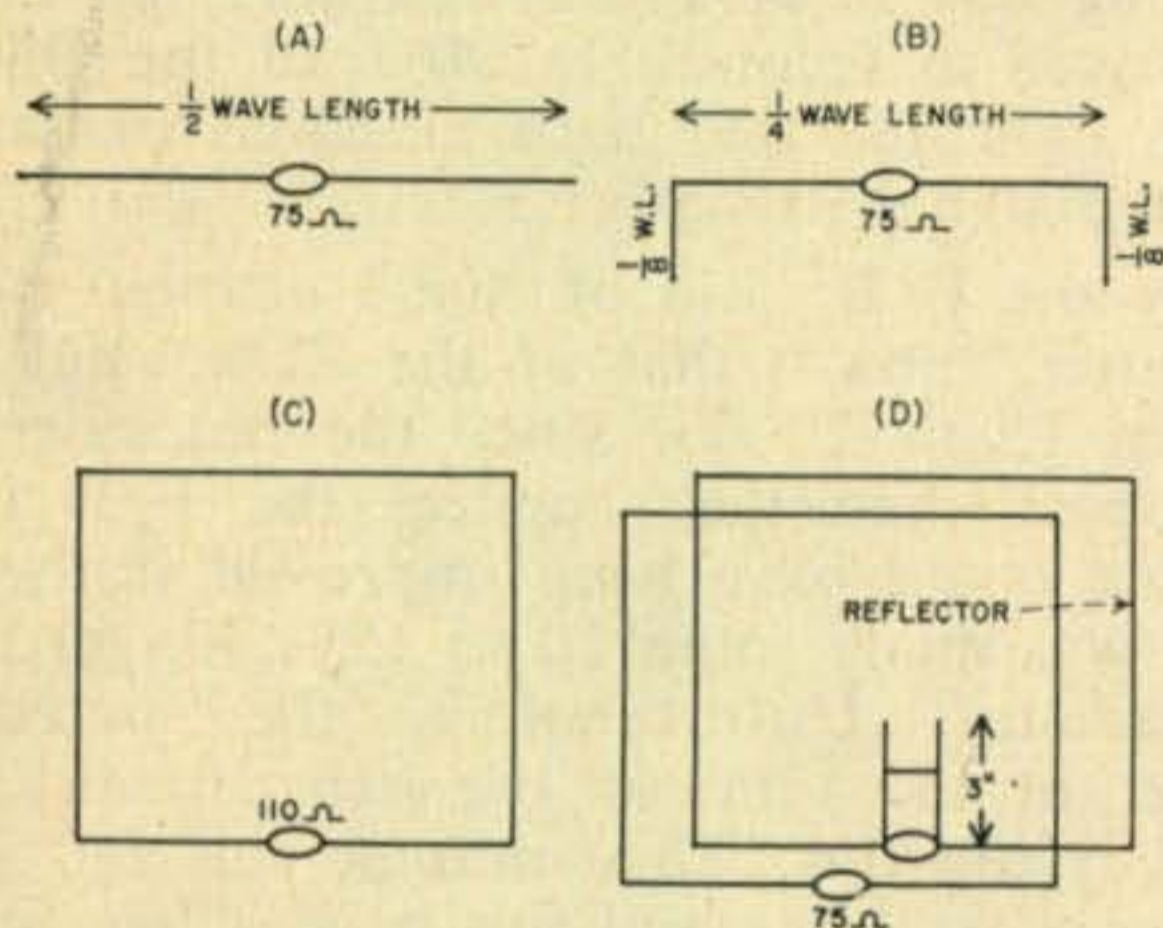 (A)
½ WAVE LENGTH
75 Ω
(B)
¼ WAVE LENGTH
⅛ W.L.
75 Ω
⅛ W.L.
(C)
110 Ω
(D)
REFLECTOR
3"
75 Ω